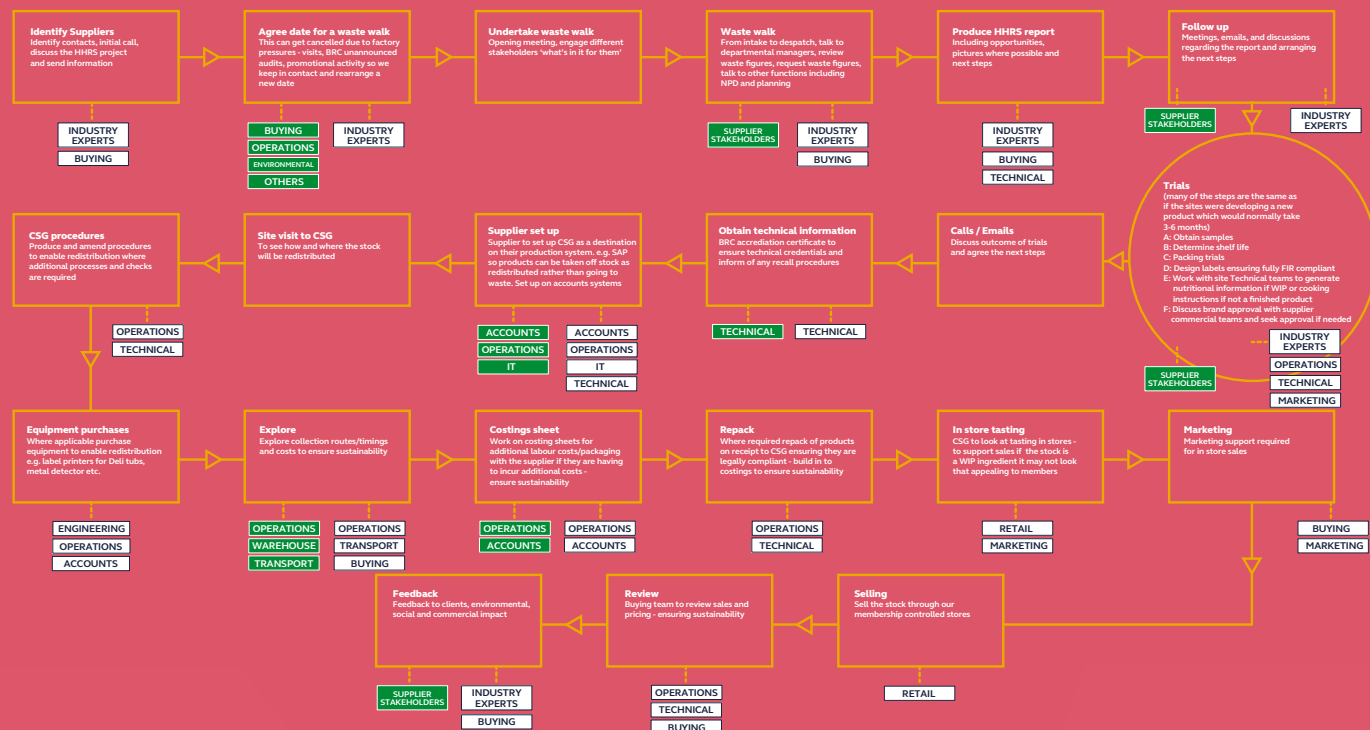 Identify Suppliers
Identify contacts, initial call,
discuss the HHRS project
and send information
INDUSTRY
EXPERTS
BUYING
Agree date for a waste walk
This can get cancelled due to factory
pressures - visits, BRC unannounced
audits, promotional activity so we
keep in contact and rearrange a
new date
BUYING
OPERATIONS
ENVIRONMENTAL
OTHERS
INDUSTRY
EXPERTS
Undertake waste walk
Opening meeting, engage different
stakeholders 'what's in it for them'
Waste walk
From intake to despatch, talk to
departmental managers, review
waste figures, request waste figures,
talk to other functions including
NPD and planning
SUPPLIER
STAKEHOLDERS
INDUSTRY
EXPERTS
BUYING
Produce HHRS report
Including opportunities,
pictures where possible and
next steps
INDUSTRY
EXPERTS
BUYING
TECHNICAL
Follow up
Meetings, emails, and discussions
regarding the report and arranging
the next steps
SUPPLIER
STAKEHOLDERS
INDUSTRY
EXPERTS
Trials
(many of the steps are the same as
if the sites were developing a new
product which would normally take
3-6 months)
A: Obtain samples
B: Determine shelf life
C: Packing trials
D: Design labels ensuring fully FIR compliant
E: Work with site Technical teams to generate
nutritional information if WIP or cooking
instructions if not a finished product
F: Discuss brand approval with supplier
commercial teams and seek approval if needed
SUPPLIER
STAKEHOLDERS
INDUSTRY
EXPERTS
OPERATIONS
TECHNICAL
MARKETING
Calls / Emails
Discuss outcome of trials
and agree the next steps
Obtain technical information
BRC accrediation certificate to
ensure technical credentials and
inform of any recall procedures
TECHNICAL
TECHNICAL
Supplier set up
Supplier to set up CSG as a destination
on their production system. e.g. SAP
so products can be taken off stock as
redistributed rather than going to
waste. Set up on accounts systems
ACCOUNTS
OPERATIONS
IT
ACCOUNTS
OPERATIONS
IT
TECHNICAL
Site visit to CSG
To see how and where the stock
will be redistributed
CSG procedures
Produce and amend procedures
to enable redistribution where
additional processes and checks
are required
OPERATIONS
TECHNICAL
Equipment purchases
Where applicable purchase
equipment to enable redistribution
e.g. label printers for Deli tubs,
metal detector etc.
ENGINEERING
OPERATIONS
ACCOUNTS
Explore
Explore collection routes/timings
and costs to ensure sustainability
OPERATIONS
WAREHOUSE
TRANSPORT
OPERATIONS
TRANSPORT
BUYING
Costings sheet
Work on costing sheets for
additional labour costs/packaging
with the supplier if they are having
to incur additional costs -
ensure sustainability
OPERATIONS
ACCOUNTS
OPERATIONS
ACCOUNTS
Repack
Where required repack of products
on receipt to CSG ensuring they are
legally compliant - build in to
costings to ensure sustainability
OPERATIONS
TECHNICAL
In store tasting
CSG to look at tasting in stores -
to support sales if the stock is
a WIP ingredient it may not look
that appealing to members
RETAIL
MARKETING
Marketing
Marketing support required
for in store sales
BUYING
MARKETING
Selling
Sell the stock through our
membership controlled stores
RETAIL
Review
Buying team to review sales and
pricing - ensuring sustainability
OPERATIONS
TECHNICAL
BUYING
Feedback
Feedback to clients, environmental,
social and commercial impact
SUPPLIER
STAKEHOLDERS
INDUSTRY
EXPERTS
BUYING